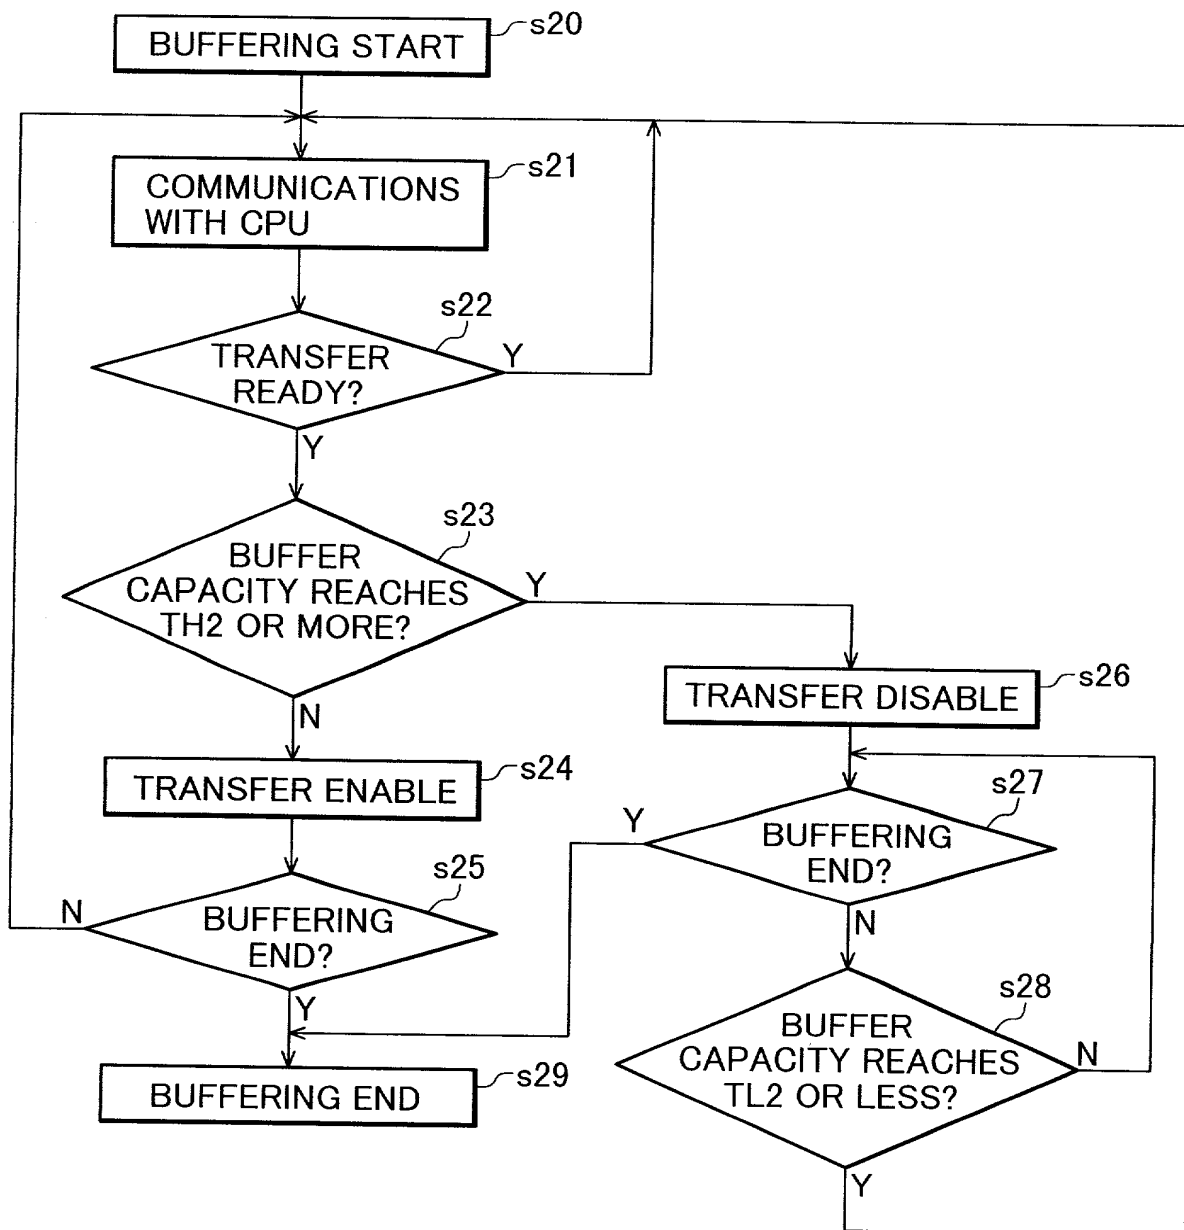 BUFFERING START
s20
COMMUNICATIONS
WITH CPU
s21
s22
TRANSFER
READY?
Y
Y
s23
BUFFER
CAPACITY REACHES
TH2 OR MORE?
Y
N
TRANSFER DISABLE
s26
TRANSFER ENABLE
s24
s27
BUFFERING
END?
Y
N
s25
BUFFERING
END?
N
Y
s28
BUFFER
CAPACITY REACHES
TL2 OR LESS?
N
Y
BUFFERING END
s29